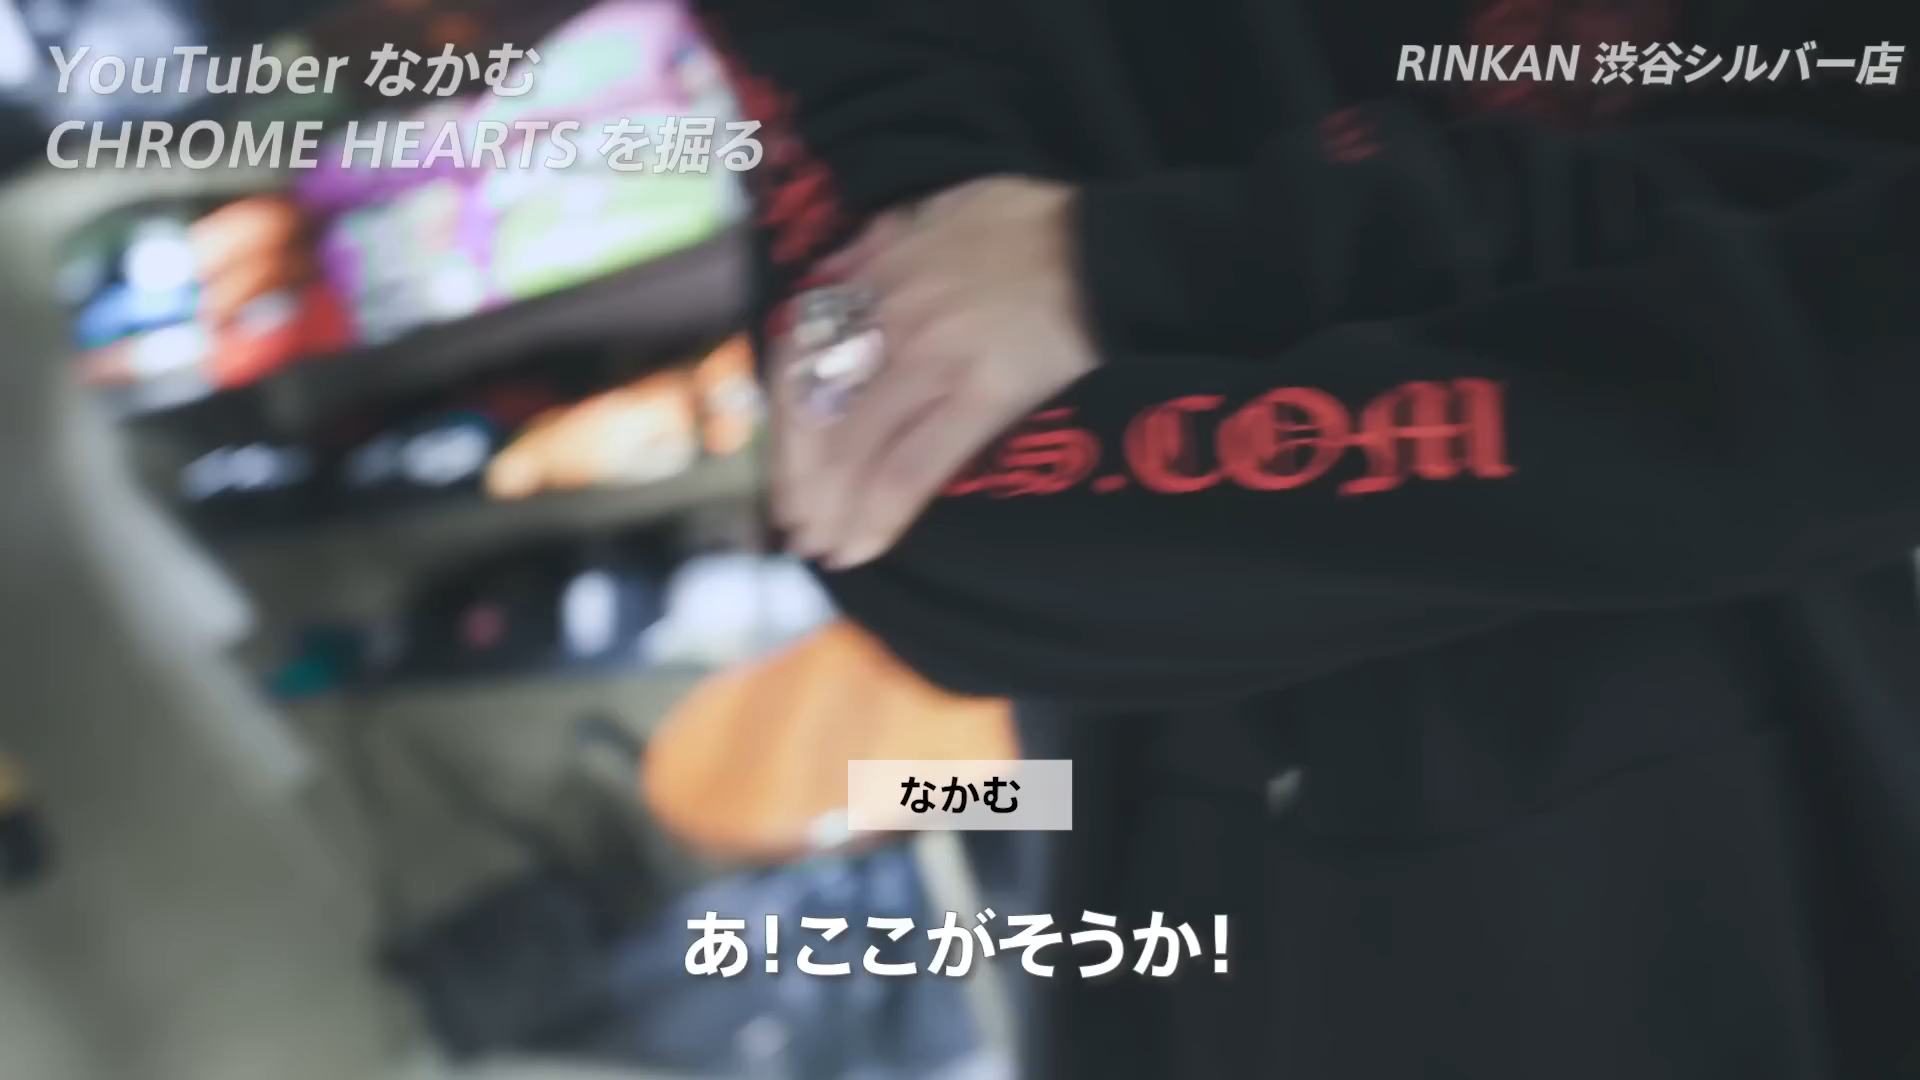 YouTuber なかむ
CHROME HEARTS を掘る
RINKAN 渋谷シルバー店
S.COM
なかむ
あ!ここがそうか!